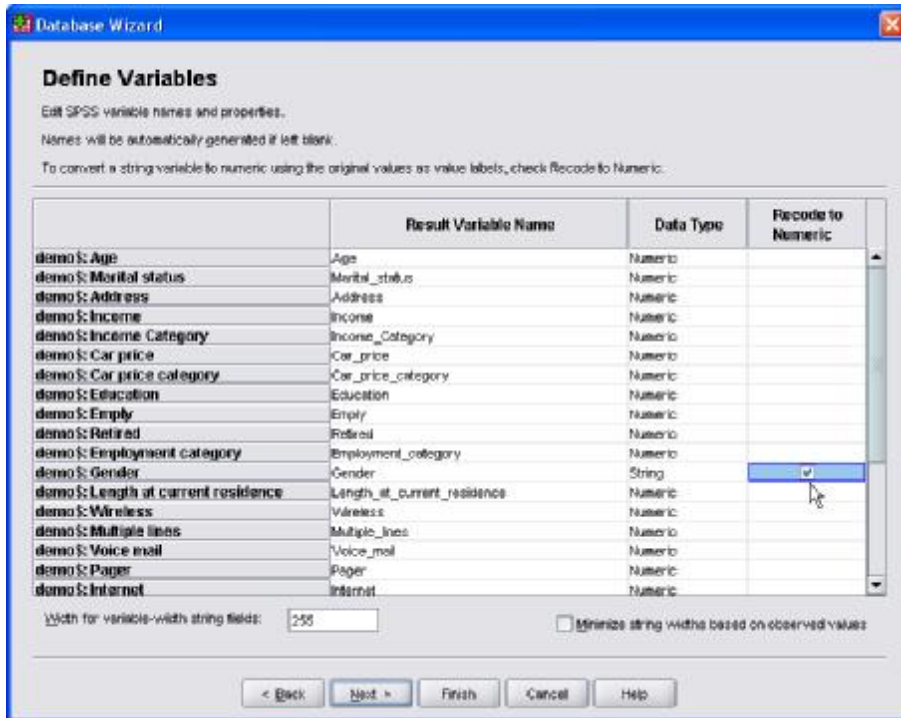 Database Wizard
Define Variables
Edit SPSS variable names and properties.
Names will be automatically generated if left blank.
To convert a string variable to numeric using the original values as value labels, check Recode to Numeric.
Result Variable Name Data Type Recode to Numeric
demo$: Age Age Numeric
demo$: Marital status Marital_status Numeric
demo$: Address Address Numeric
demo$: Income Income Numeric
demo$: Income Category Income_Category Numeric
demo$: Car price Car_price Numeric
demo$: Car price category Car_price_category Numeric
demo$: Education Education Numeric
demo$: Emply Emply Numeric
demo$: Retired Retired Numeric
demo$: Employment category Employment_category Numeric
demo$: Gender Gender String
demo$: Length at current residence Length_at_current_residence Numeric
demo$: Wireless Wireless Numeric
demo$: Multiple lines Multiple_lines Numeric
demo$: Voice mail Voice_mail Numeric
demo$: Pager Pager Numeric
demo$: Internet Internet Numeric
Width for variable-width string fields: 255 Minimize string widths based on observed values
< Back Next > Finish Cancel Help